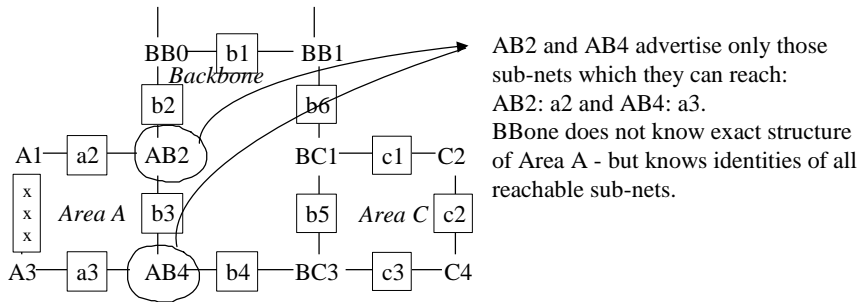 BB0 b1 BB1
Backbone
b2 b6
A1 a2 AB2 BC1 c1 C2
x
x
x
Area A b3 b5 Area C c2
A3 a3 AB4 b4 BC3 c3 C4
AB2 and AB4 advertise only those
sub-nets which they can reach:
AB2: a2 and AB4: a3.
BBone does not know exact structure
of Area A - but knows identities of all
reachable sub-nets.